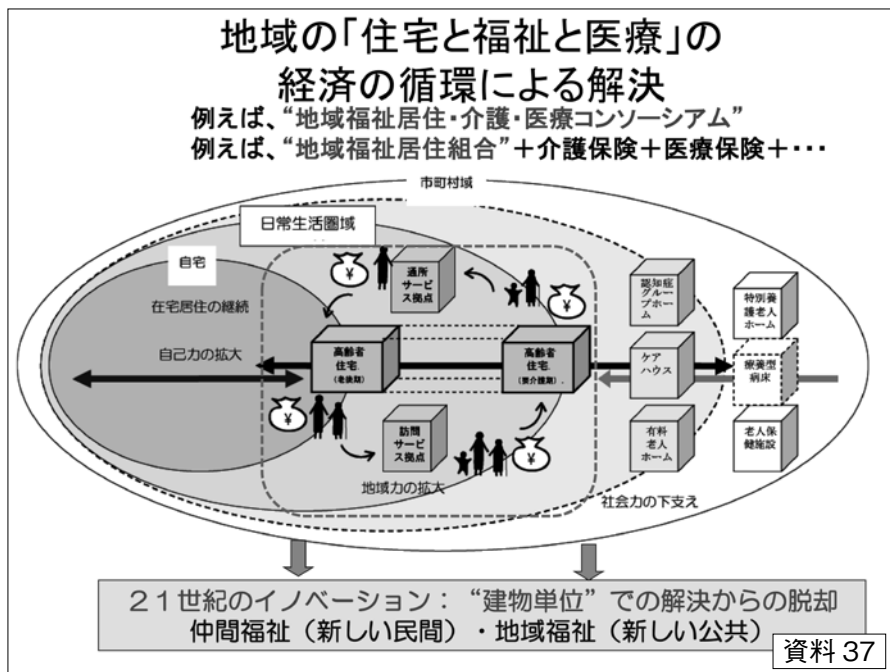 地域の「住宅と福祉と医療」の
経済の循環による解決
例えば、“地域福祉居住・介護・医療コンソーシアム”
例えば、“地域福祉居住組合”＋介護保険＋医療保険＋・・・
市町村域
日常生活圏域
自宅
在宅居住の継続
自己力の拡大
¥
通所
サービ
ス拠点
¥
高齢者
住宅
(老後期)
高齢者
住宅
(要介護期)
¥
訪問
サービ
ス拠点
¥
地域力の拡大
認知症
グルー
プホー
ム
ケア
ハウス
有料
老人
ホーム
特別養
護老人
ホーム
療養型
病床
老人保
健施設
社会力の下支え
２１世紀のイノベーション：“建物単位”での解決からの脱却
仲間福祉（新しい民間）・地域福祉（新しい公共）
資料 37